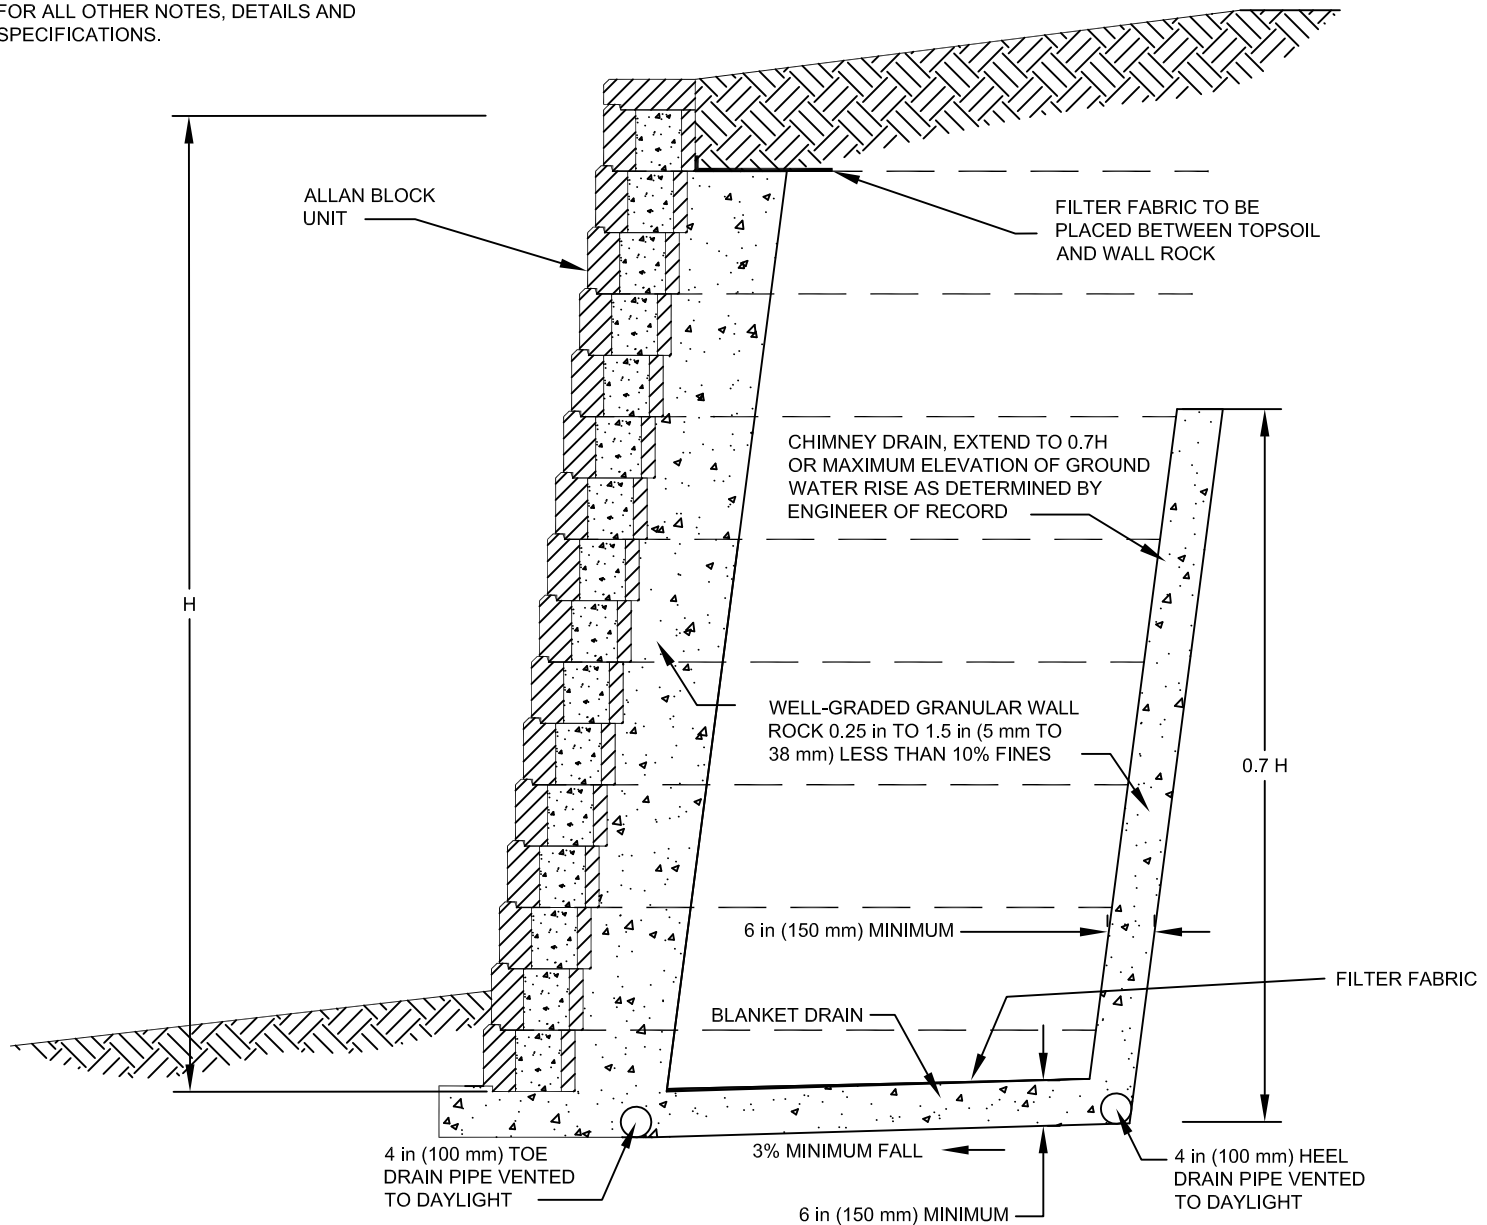 FOR ALL OTHER NOTES, DETAILS AND
SPECIFICATIONS.
ALLAN BLOCK
UNIT
FILTER FABRIC TO BE
PLACED BETWEEN TOPSOIL
AND WALL ROCK
CHIMNEY DRAIN, EXTEND TO 0.7H
OR MAXIMUM ELEVATION OF GROUND
WATER RISE AS DETERMINED BY
ENGINEER OF RECORD
H
WELL-GRADED GRANULAR WALL
ROCK 0.25 in TO 1.5 in (5 mm TO
38 mm) LESS THAN 10% FINES
0.7 H
6 in (150 mm) MINIMUM
FILTER FABRIC
BLANKET DRAIN
4 in (100 mm) TOE
DRAIN PIPE VENTED
TO DAYLIGHT
3% MINIMUM FALL
4 in (100 mm) HEEL
DRAIN PIPE VENTED
TO DAYLIGHT
6 in (150 mm) MINIMUM